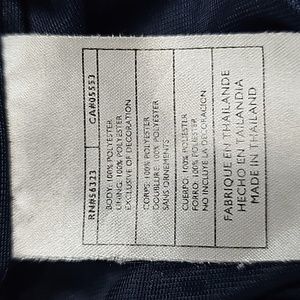 RN#56323 CA#05553
BODY: 100% POLYESTER
LINING: 100% POLYESTER
EXCLUSIVE OF DECORATION
CORPS: 100% POLYESTER
DOUBLURE: 100% POLYESTER
SANS ORNEMENTS
CUERPO: 100% POLIESTER
FORRO: 100% POLIESTER
NO INCLUYE LA DECORACION
FABRIQUE EN THAILANDE
HECHO EN TAILANDIA
MADE IN THAILAND